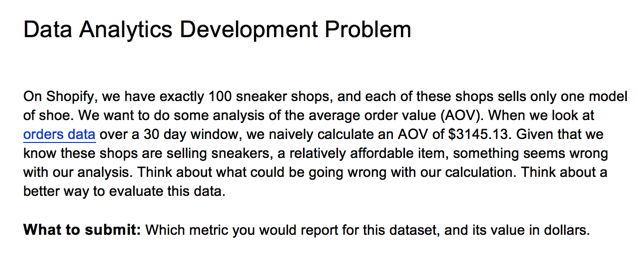 Data Analytics Development Problem
On Shopify, we have exactly 100 sneaker shops, and each of these shops sells only one model
of shoe. We want to do some analysis of the average order value (AOV). When we look at
orders data over a 30 day window, we naively calculate an AOV of $3145.13. Given that we
know these shops are selling sneakers, a relatively affordable item, something seems wrong
with our analysis. Think about what could be going wrong with our calculation. Think about a
better way to evaluate this data.
What to submit: Which metric you would report for this dataset, and its value in dollars.